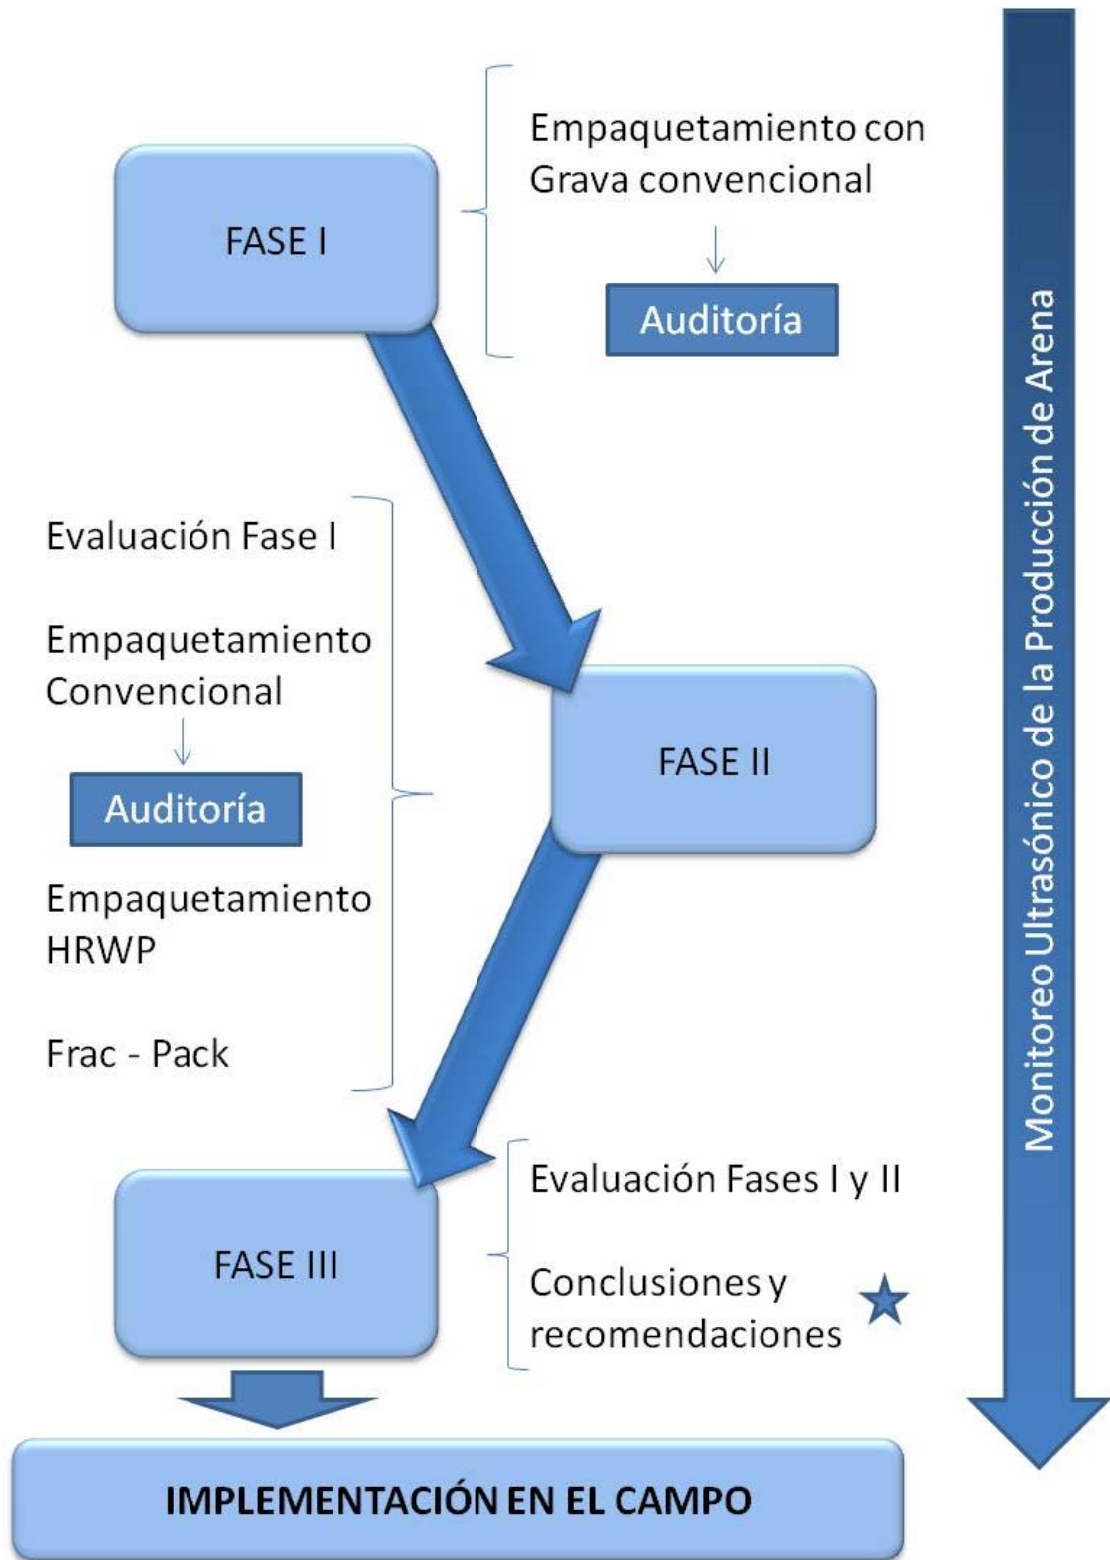 Empaquetamiento con
Grava convencional
FASE I
Auditoría
Evaluación Fase I
Empaquetamiento
Convencional
Auditoría
Empaquetamiento
HRWP
Frac - Pack
FASE II
Evaluación Fases I y II
FASE III
Conclusiones y
recomendaciones
IMPLEMENTACIÓN EN EL CAMPO
Monitoreo Ultrasónico de la Producción de Arena